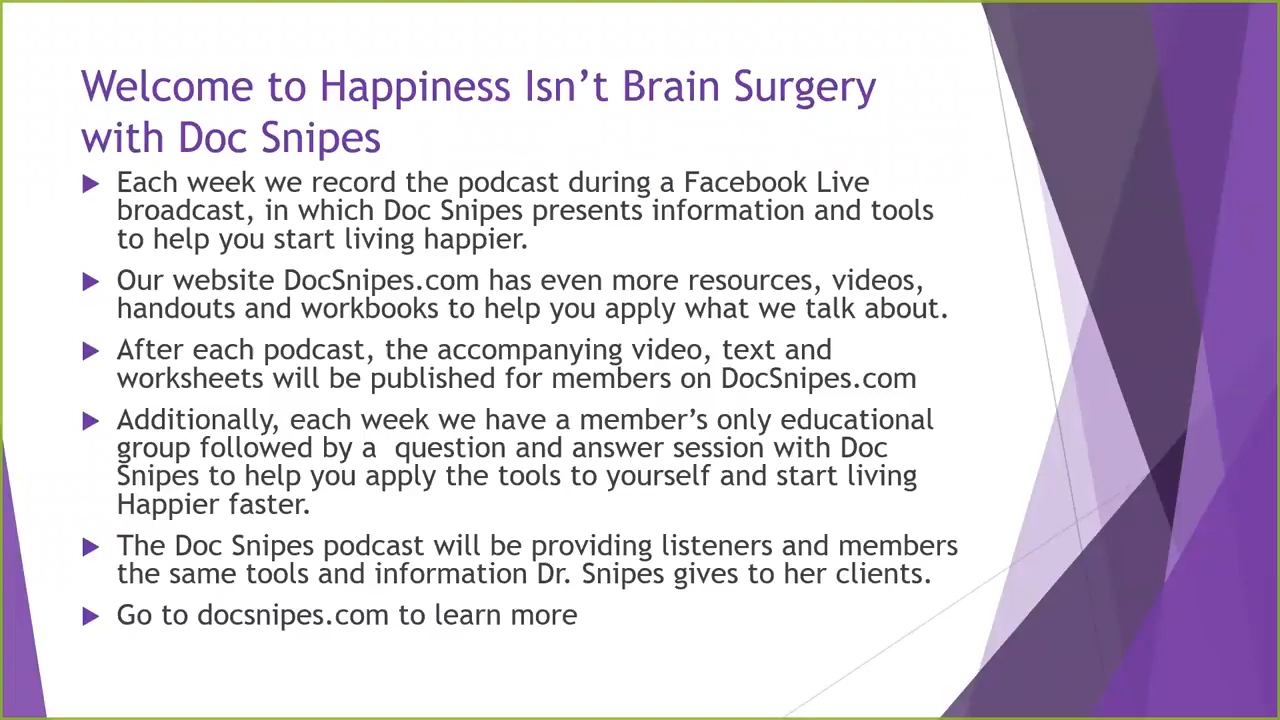 Welcome to Happiness Isn’t Brain Surgery
with Doc Snipes
Each week we record the podcast during a Facebook Live
broadcast, in which Doc Snipes presents information and tools
to help you start living happier.
Our website DocSnipes.com has even more resources, videos,
handouts and workbooks to help you apply what we talk about.
After each podcast, the accompanying video, text and
worksheets will be published for members on DocSnipes.com
Additionally, each week we have a member’s only educational
group followed by a  question and answer session with Doc
Snipes to help you apply the tools to yourself and start living
Happier faster.
The Doc Snipes podcast will be providing listeners and members
the same tools and information Dr. Snipes gives to her clients.
Go to docsnipes.com to learn more